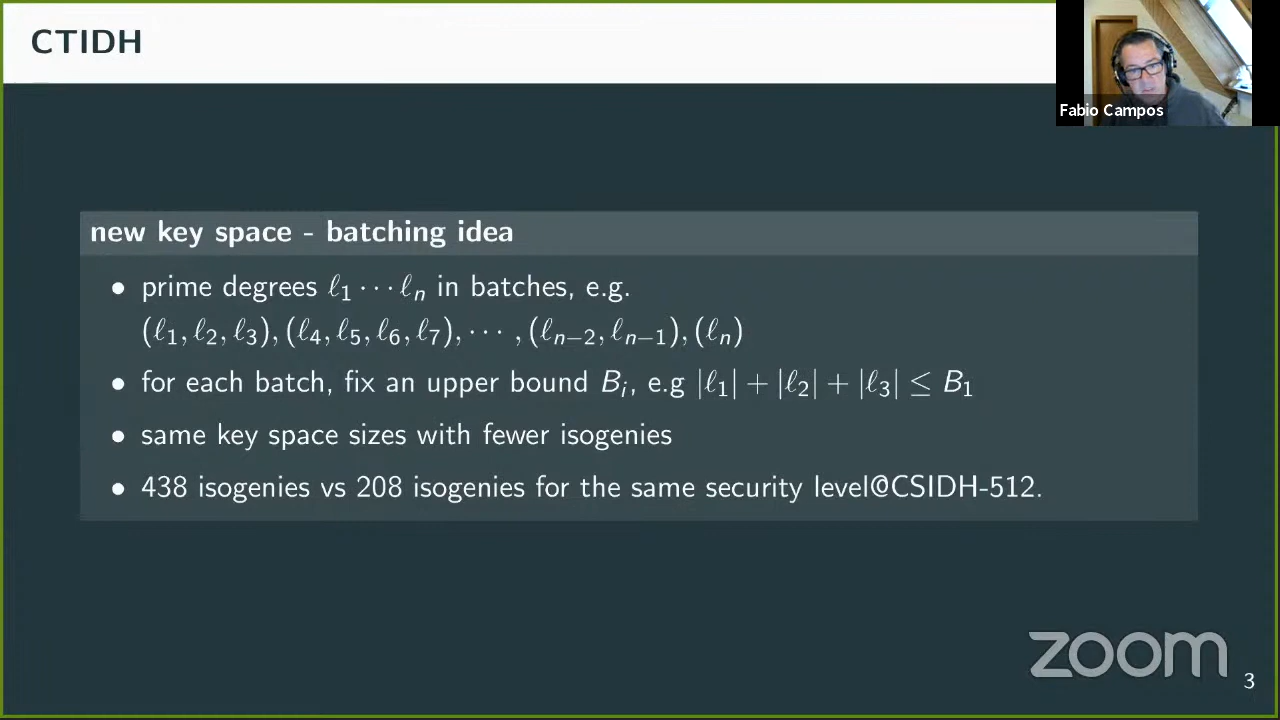 CTIDH
Fabio Campos
new key space - batching idea
• prime degrees ℓ₁ ⋯ ℓₙ in batches, e.g.
(ℓ₁, ℓ₂, ℓ₃), (ℓ₄, ℓ₅, ℓ₆, ℓ₇), ⋯ , (ℓₙ₋₂, ℓₙ₋₁), (ℓₙ)
• for each batch, fix an upper bound Bᵢ, e.g |ℓ₁| + |ℓ₂| + |ℓ₃| ≤ B₁
• same key space sizes with fewer isogenies
• 438 isogenies vs 208 isogenies for the same security level@CSIDH-512.
zoom
3